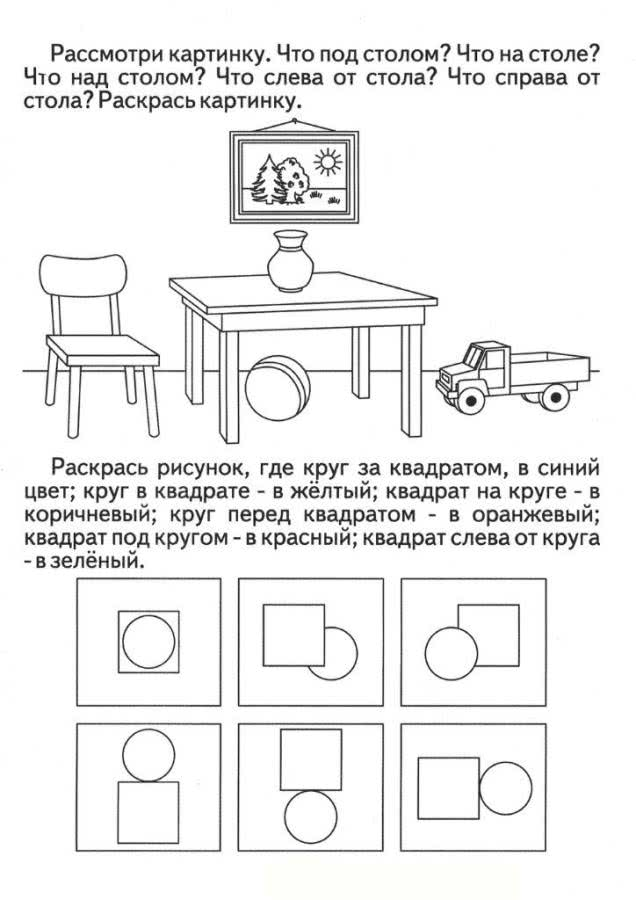 Рассмотри картинку. Что под столом? Что на столе?
Что над столом? Что слева от стола? Что справа от
стола? Раскрась картинку.
Раскрась рисунок, где круг за квадратом, в синий
цвет; круг в квадрате - в жёлтый; квадрат на круге - в
коричневый; круг перед квадратом - в оранжевый;
квадрат под кругом - в красный; квадрат слева от круга
- в зелёный.